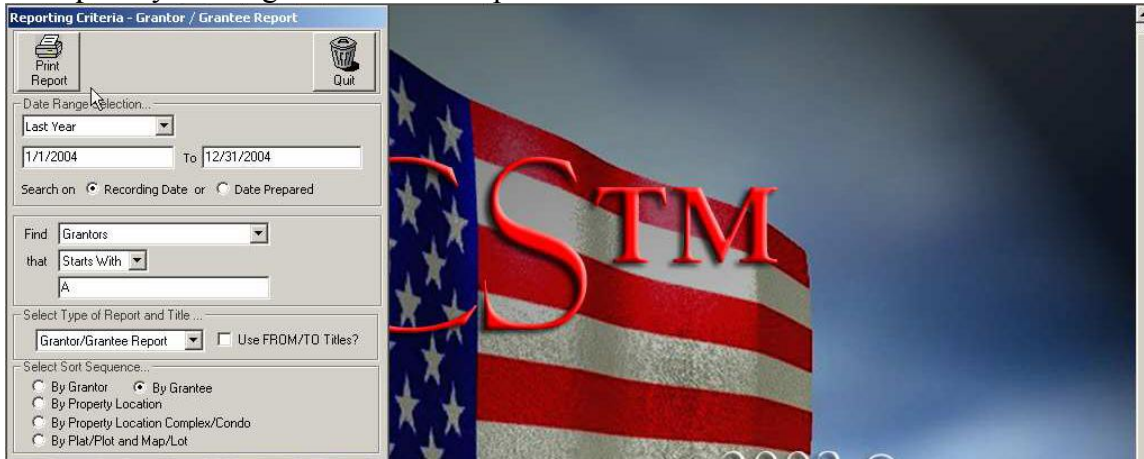 Reporting Criteria - Grantor / Grantee Report
Print
Report
Quit
Date Range Selection...
Last Year
1/1/2004 To 12/31/2004
Search on Recording Date or Date Prepared
Find Grantors
that Starts With
A
Select Type of Report and Title ...
Grantor/Grantee Report Use FROM/TO Titles?
Select Sort Sequence...
By Grantor By Grantee
By Property Location
By Property Location Complex/Condo
By Plat/Plot and Map/Lot
CSTM